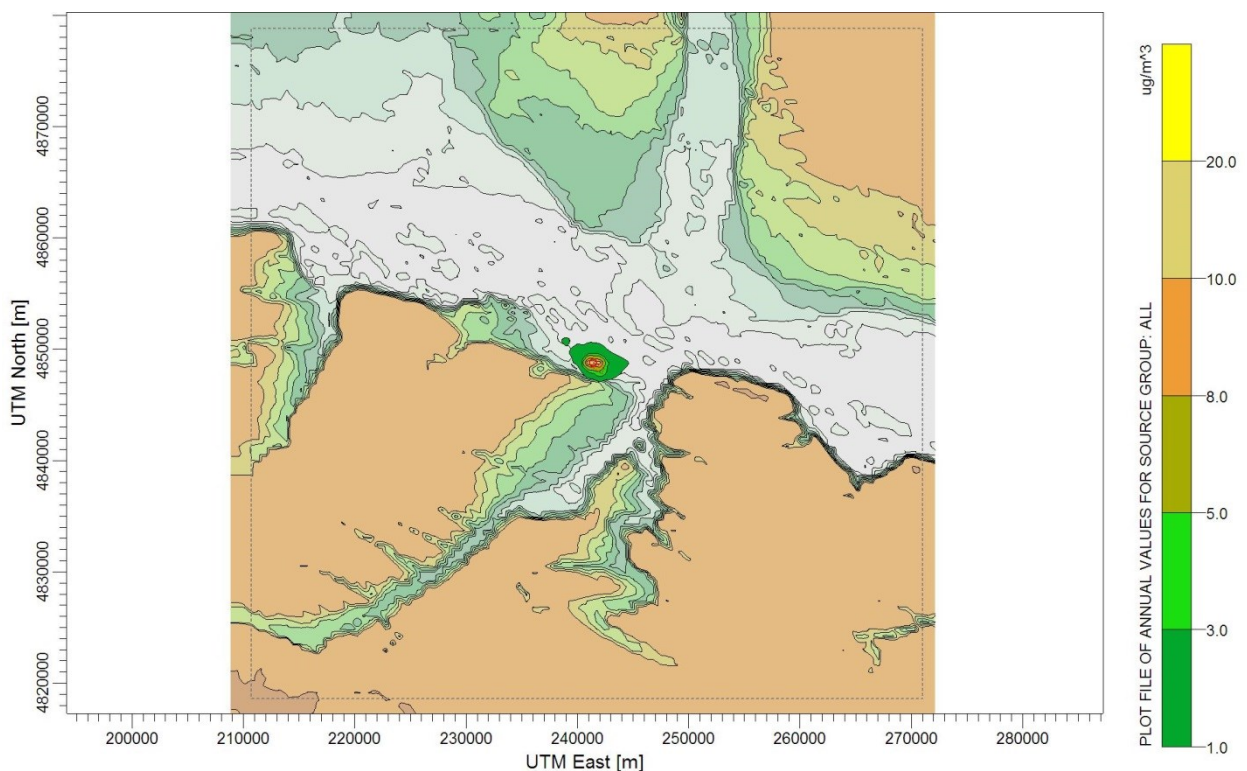 4870000
4860000
4850000
4840000
4830000
4820000
UTM North [m]
200000 210000 220000 230000 240000 250000 260000 270000 280000
UTM East [m]
PLOT FILE OF ANNUAL VALUES FOR SOURCE GROUP: ALL
ug/m^3
20.0
10.0
8.0
5.0
3.0
1.0